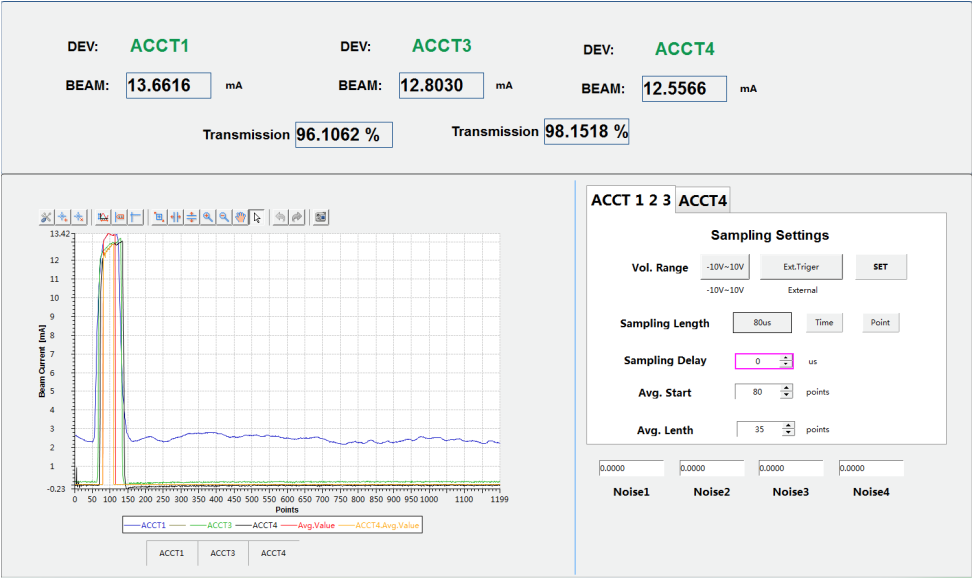 DEV: ACCT1 DEV: ACCT3 DEV: ACCT4
BEAM: 13.6616 mA BEAM: 12.8030 mA BEAM: 12.5566 mA
Transmission 96.1062 % Transmission 98.1518 %
ACCT 1 2 3 ACCT4
Sampling Settings
Vol. Range -10V~10V Ext.Triger SET
-10V~10V External
Sampling Length 80us Time Point
Sampling Delay 0 us
Avg. Start 80 points
Avg. Lenth 35 points
0.0000 0.0000 0.0000 0.0000
Noise1 Noise2 Noise3 Noise4
Beam Current [mA]
13.42
12
11
10
9
8
7
6
5
4
3
2
1
-0.23
0 50 100 150 200 250 300 350 400 450 500 550 600 650 700 750 800 850 900 950 1000 1100 1199
Points
ACCT1 ACCT3 ACCT4 Avg.Value ACCT4.Avg.Value
ACCT1 ACCT3 ACCT4